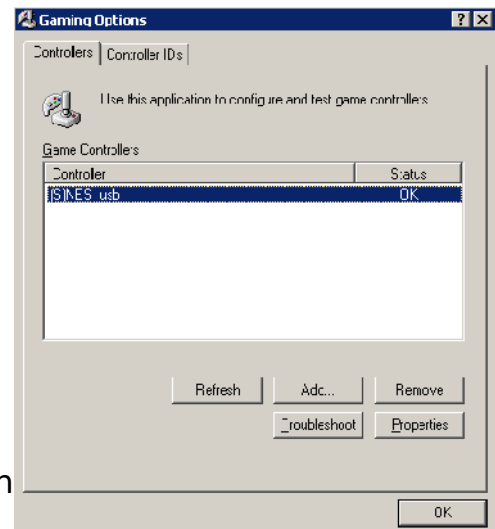 Gaming Options
Controllers Controller IDs
Use this application to configure and test game controllers.
Game Controllers
Controller Status
(S)NES usb OK
Refresh Add... Remove
Troubleshoot Properties
n
OK